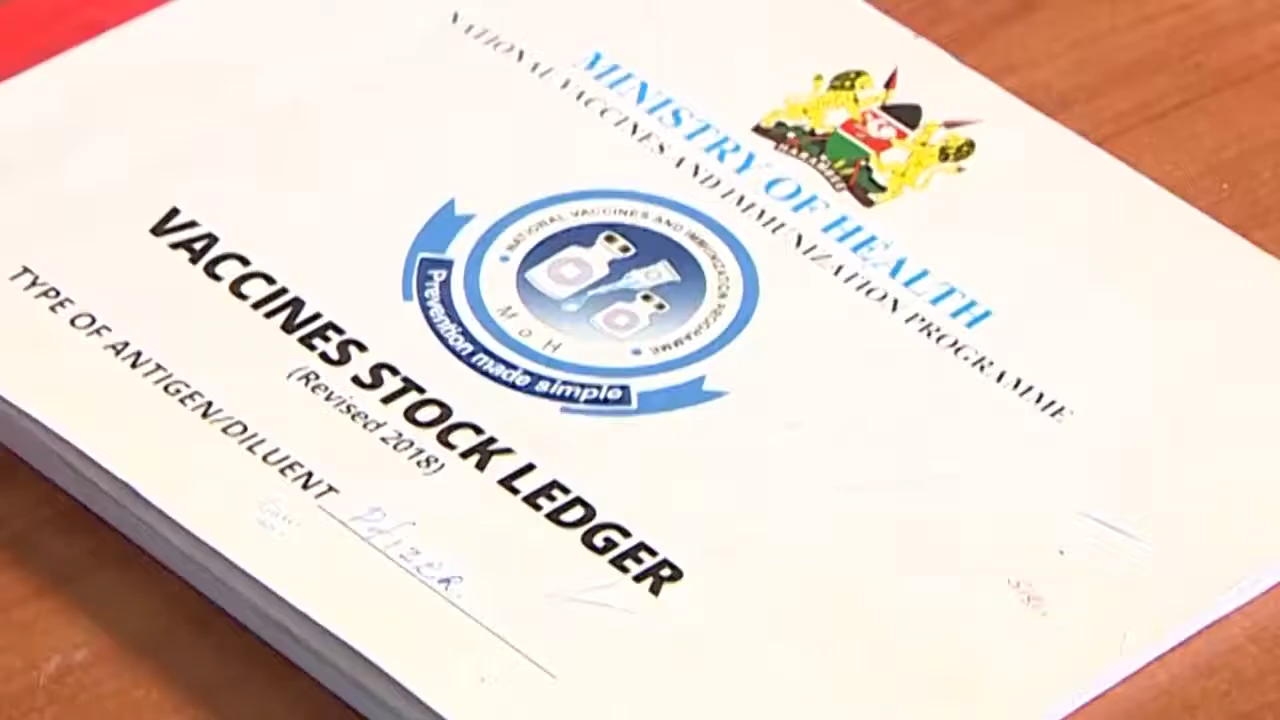 MINISTRY OF HEALTH
NATIONAL VACCINES AND IMMUNIZATION PROGRAMME
NATIONAL VACCINES AND IMMUNIZATION PROGRAMME
MoH
Prevention made simple
VACCINES STOCK LEDGER
(Revised 2018)
TYPE OF ANTIGEN/DILUENT Pfizer.